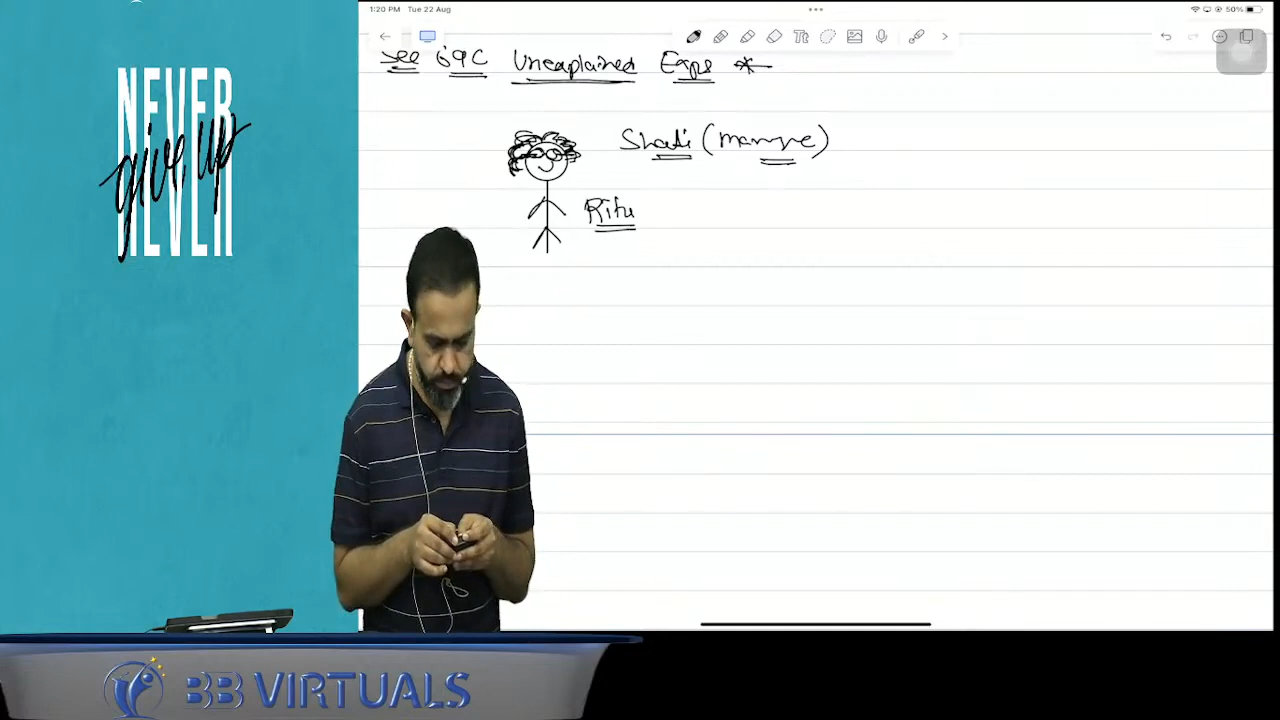 1:20 PM Tue 22 Aug
50%
See 69C Unexplained Exps *
Shadi (marriage)
Ritu
NEVER
give up
NEVER
BB VIRTUALS